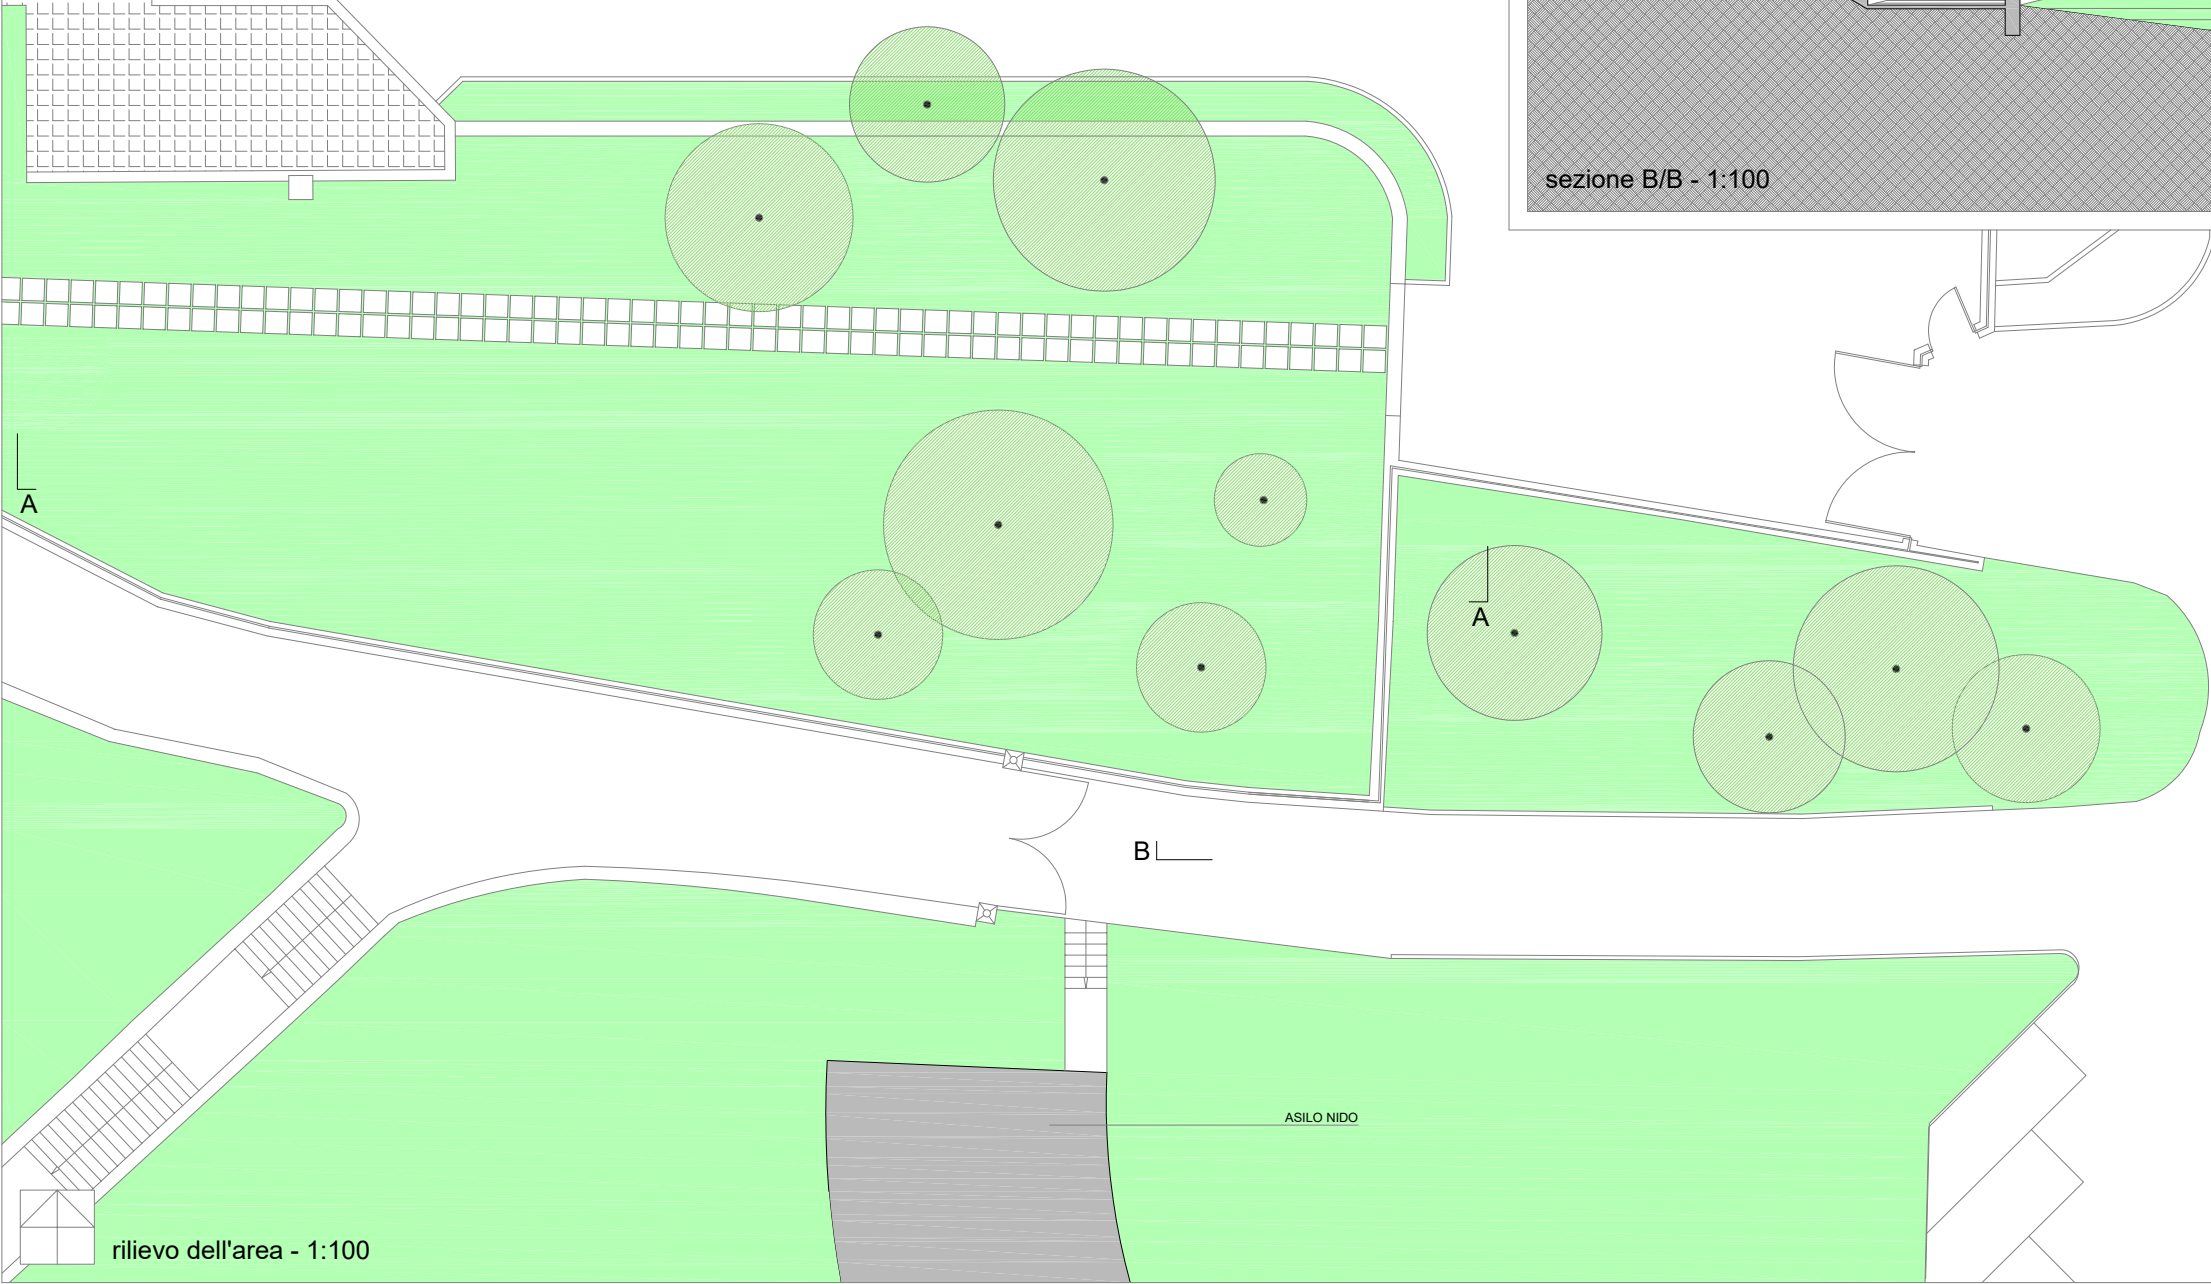 sezione B/B - 1:100
A
A
B
ASILO NIDO
rilievo dell'area - 1:100